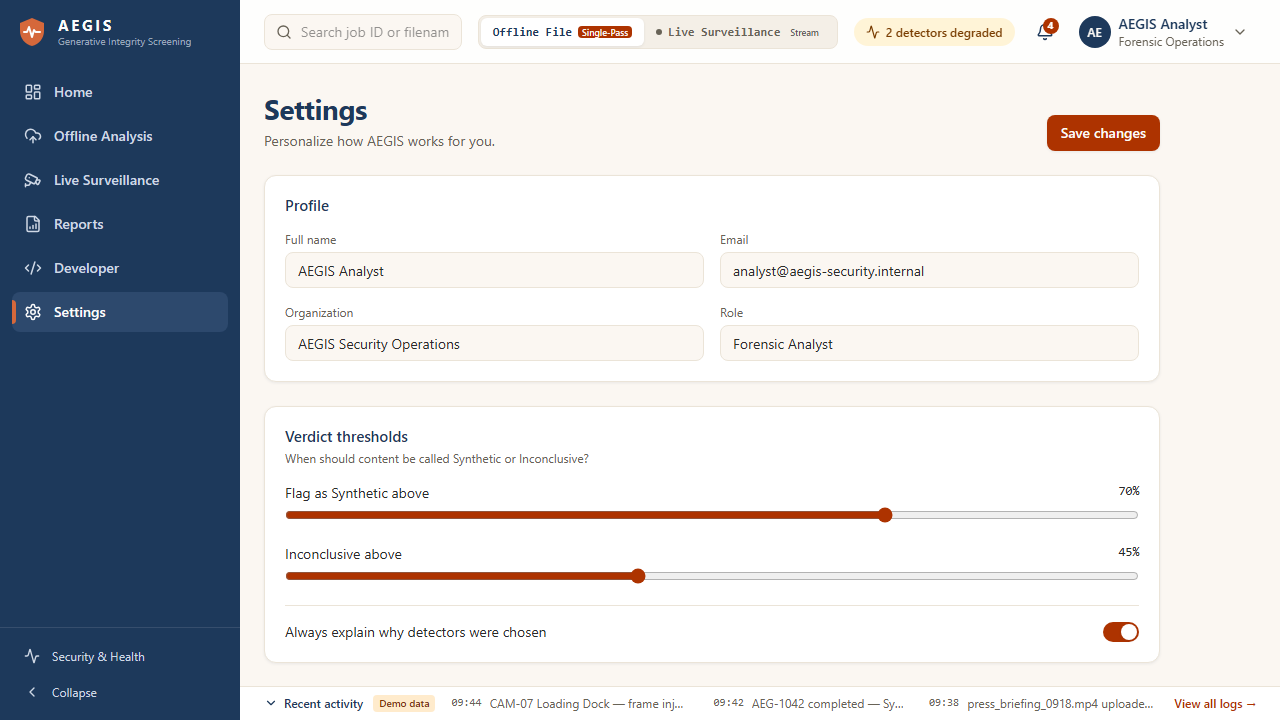 AEGIS
Generative Integrity Screening
Home
Offline Analysis
Live Surveillance
Reports
Developer
Settings
Security & Health
Collapse
Search job ID or filenam
Offline File Single-Pass
Live Surveillance Stream
2 detectors degraded
4
AE
AEGIS Analyst
Forensic Operations
Settings
Personalize how AEGIS works for you.
Save changes
Profile
Full name
AEGIS Analyst
Email
analyst@aegis-security.internal
Organization
AEGIS Security Operations
Role
Forensic Analyst
Verdict thresholds
When should content be called Synthetic or Inconclusive?
Flag as Synthetic above 70%
Inconclusive above 45%
Always explain why detectors were chosen
Recent activity Demo data 09:44 CAM-07 Loading Dock — frame inj... 09:42 AEG-1042 completed — Sy... 09:38 press_briefing_0918.mp4 uploade... View all logs →